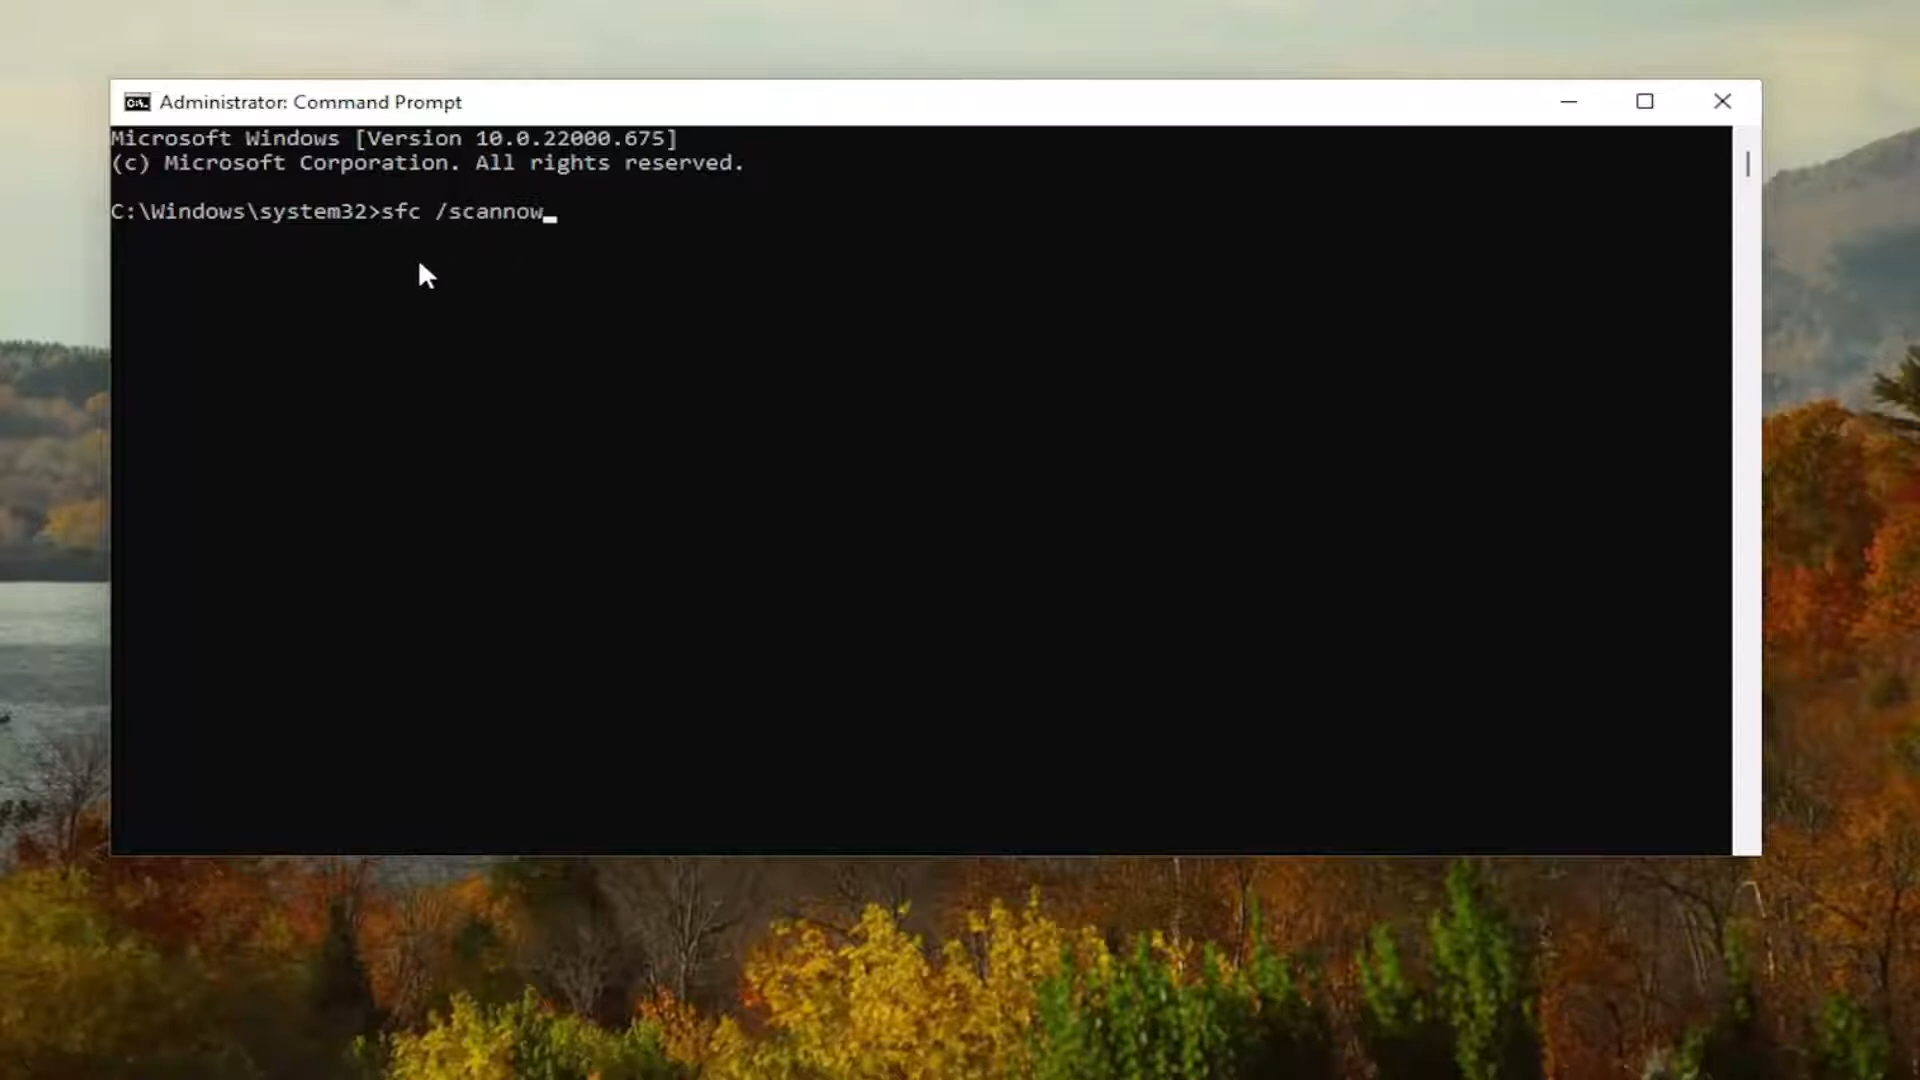 Administrator: Command Prompt
Microsoft Windows [Version 10.0.22000.675]
(c) Microsoft Corporation. All rights reserved.
C:\Windows\system32>sfc /scannow